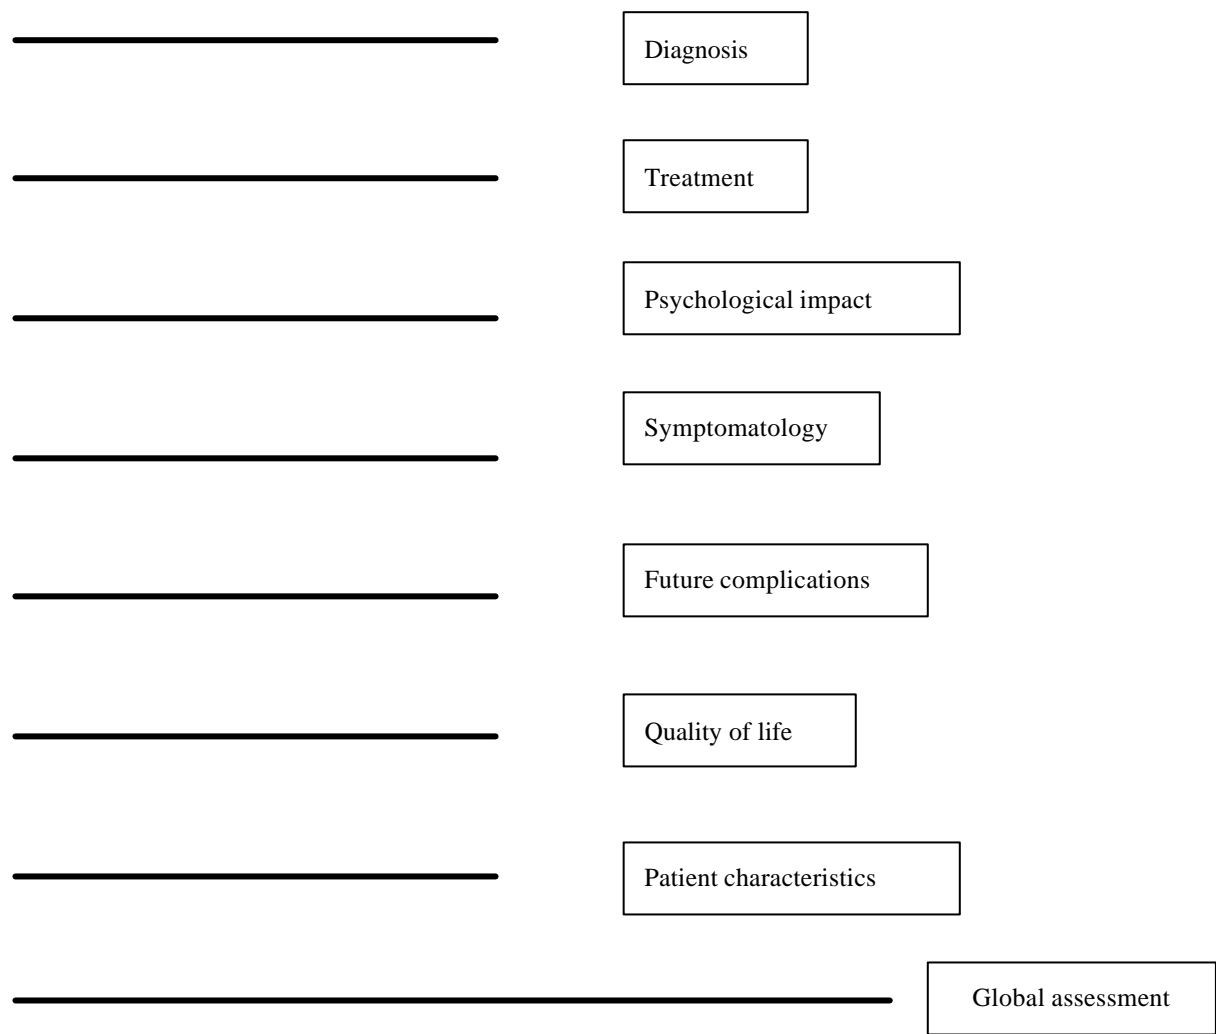 Diagnosis
Treatment
Psychological impact
Symptomatology
Future complications
Quality of life
Patient characteristics
Global assessment